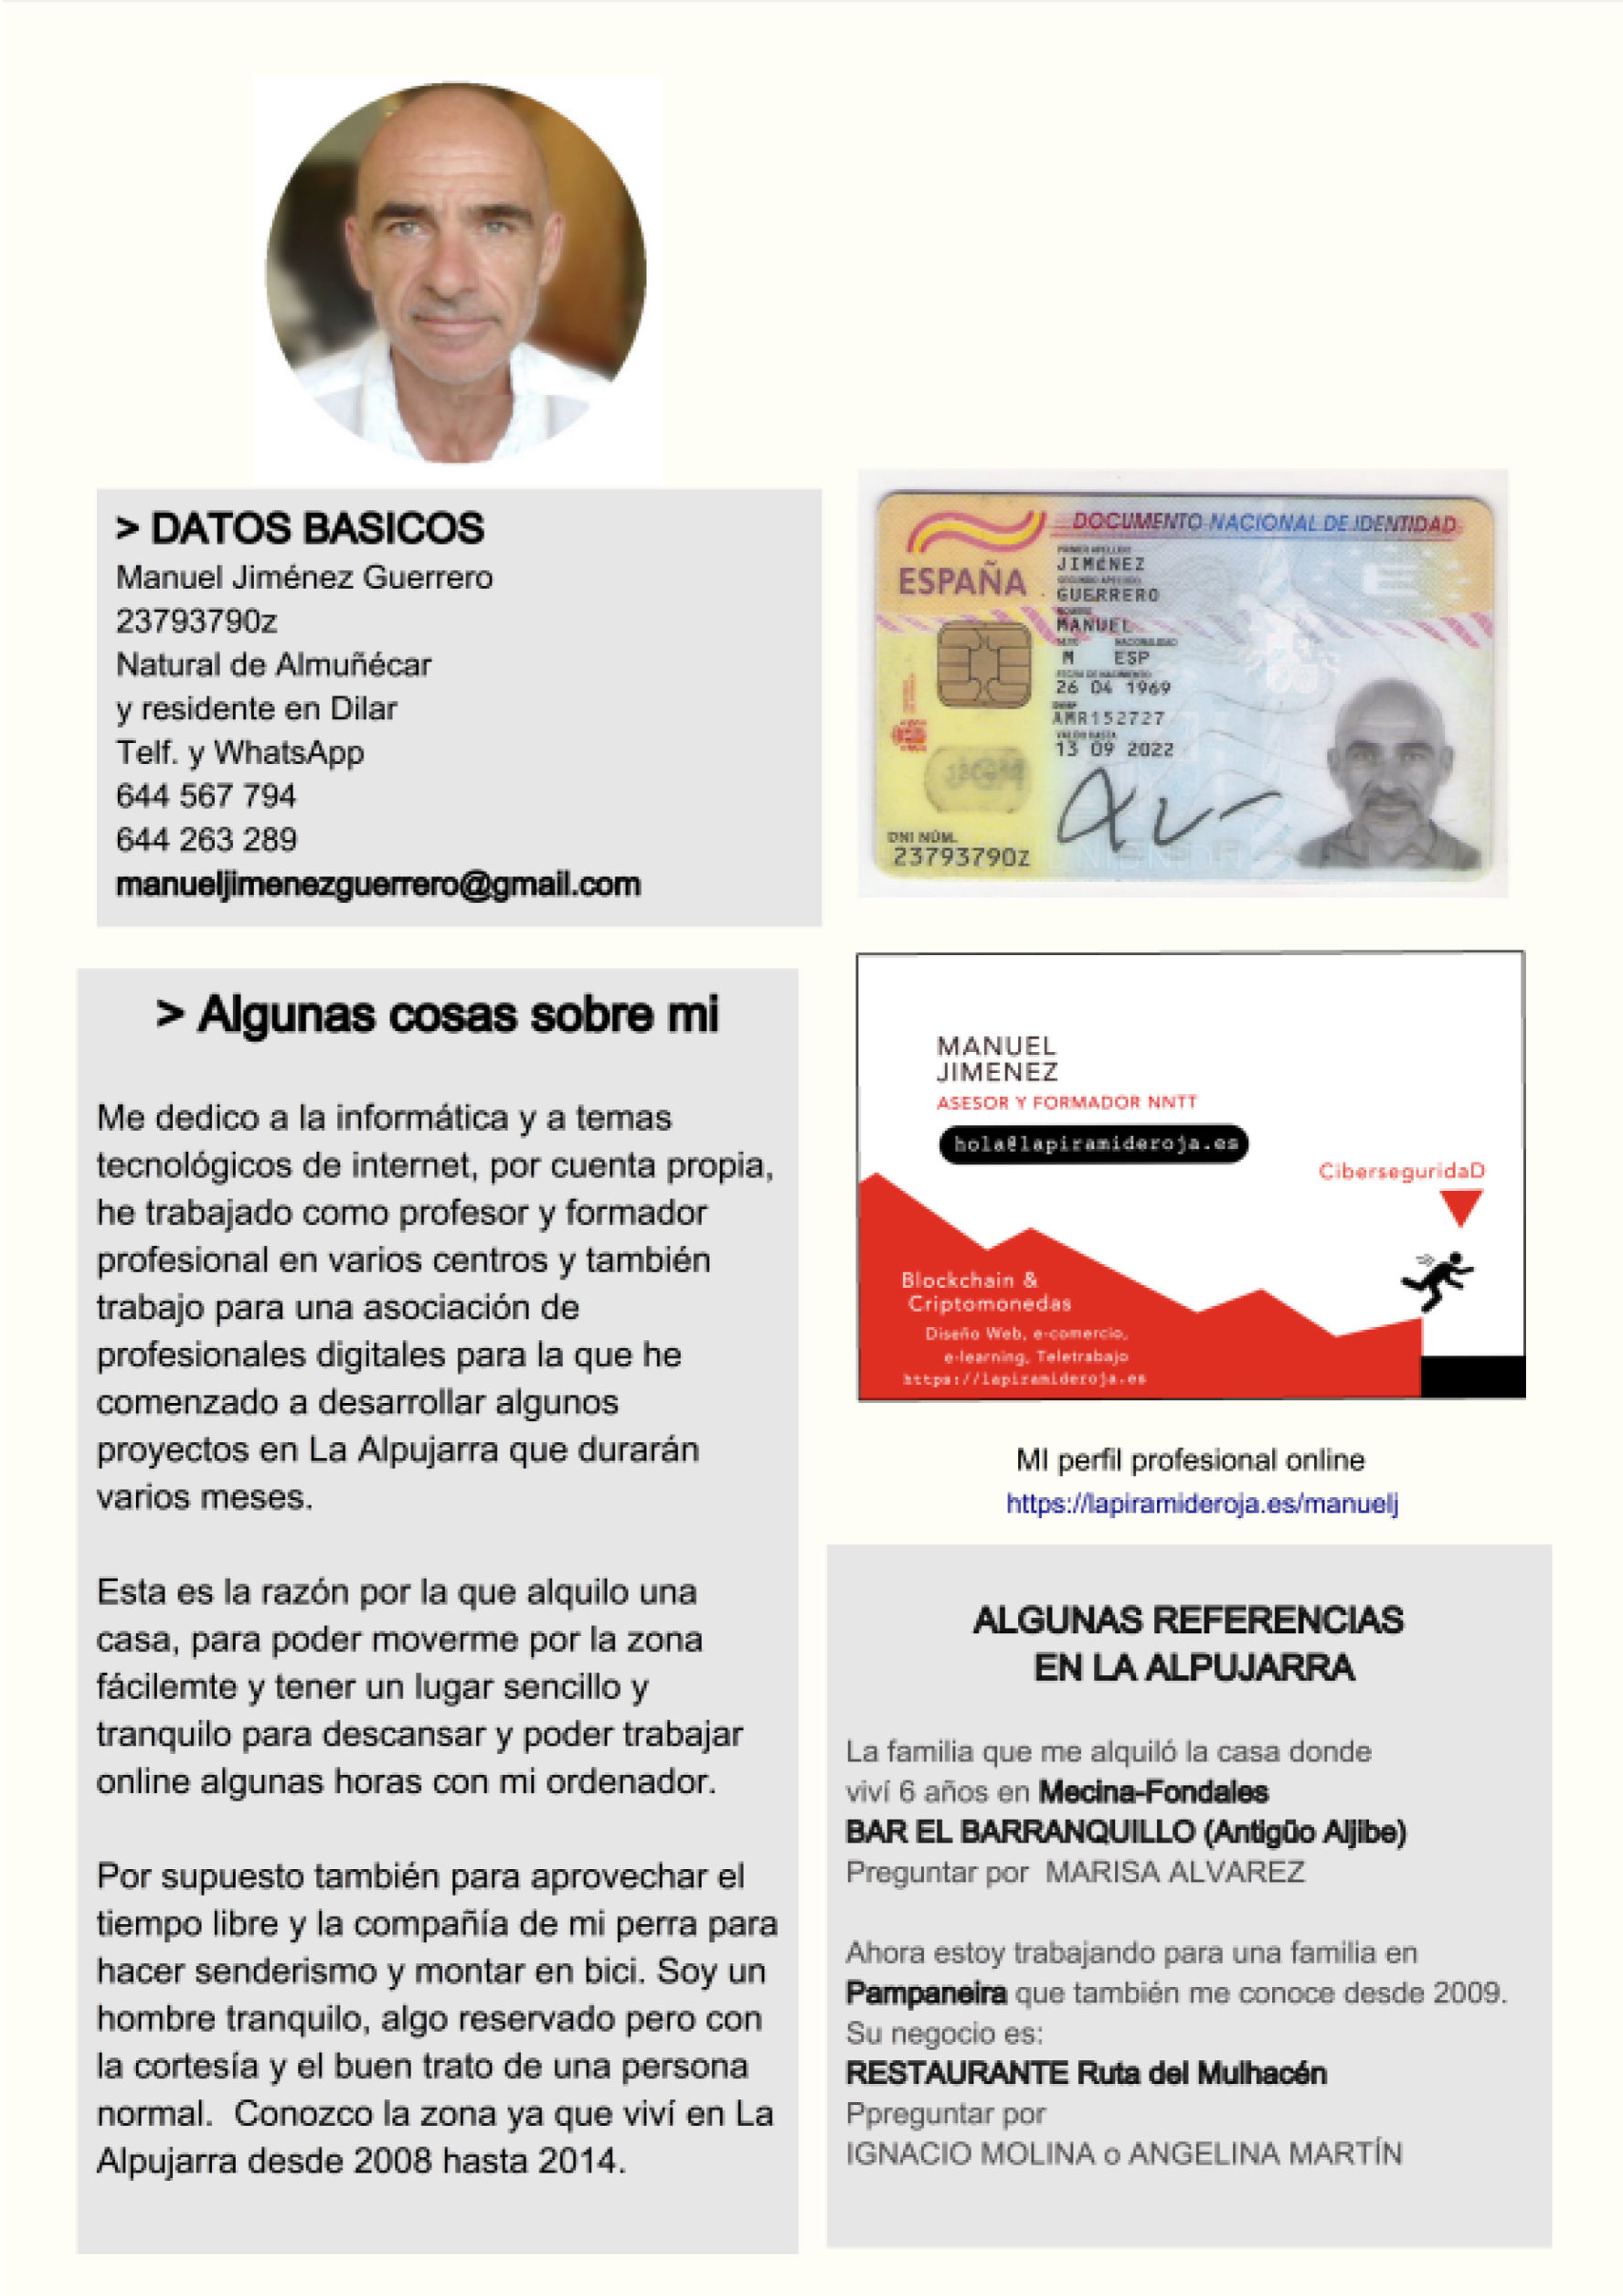 > DATOS BASICOS
Manuel Jiménez Guerrero
23793790z
Natural de Almuñécar
y residente en Dilar
Telf. y WhatsApp
644 567 794
644 263 289
manueljimenezguerrero@gmail.com
DOCUMENTO NACIONAL DE IDENTIDAD
ESPAÑA
PRIMER APELLIDO
JIMéNEZ
SEGUNDO APELLIDO
GUERRERO
NOMBRE
MANUEL
SEXO NACIONALIDAD
M ESP
FECHA DE NACIMIENTO
26 04 1969
AMR152727
VALIDO HASTA
13 09 2022
DNI NÚM.
23793790Z
> Algunas cosas sobre mi
Me dedico a la informática y a temas
tecnológicos de internet, por cuenta propia,
he trabajado como profesor y formador
profesional en varios centros y también
trabajo para una asociación de
profesionales digitales para la que he
comenzado a desarrollar algunos
proyectos en La Alpujarra que durarán
varios meses.
Esta es la razón por la que alquilo una
casa, para poder moverme por la zona
fácilemte y tener un lugar sencillo y
tranquilo para descansar y poder trabajar
online algunas horas con mi ordenador.
Por supuesto también para aprovechar el
tiempo libre y la compañía de mi perra para
hacer senderismo y montar en bici. Soy un
hombre tranquilo, algo reservado pero con
la cortesía y el buen trato de una persona
normal. Conozco la zona ya que viví en La
Alpujarra desde 2008 hasta 2014.
MANUEL
JIMENEZ
ASESOR Y FORMADOR NNTT
hola@lapiramideroja.es
CiberseguridaD
Blockchain &
Criptomonedas
Diseño Web, e-comercio,
e-learning, Teletrabajo
https://lapiramideroja.es
MI perfil profesional online
https://lapiramideroja.es/manuelj
ALGUNAS REFERENCIAS
EN LA ALPUJARRA
La familia que me alquiló la casa donde
viví 6 años en Mecina-Fondales
BAR EL BARRANQUILLO (Antigüo Aljibe)
Preguntar por MARISA ALVAREZ
Ahora estoy trabajando para una familia en
Pampaneira que también me conoce desde 2009.
Su negocio es:
RESTAURANTE Ruta del Mulhacén
Ppreguntar por
IGNACIO MOLINA o ANGELINA MARTÍN